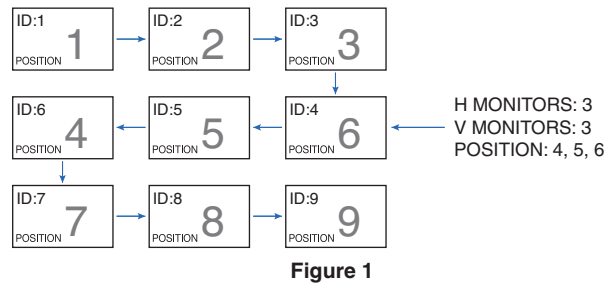 ID:1
POSITION 1
ID:2
POSITION 2
ID:3
POSITION 3
ID:6
POSITION 4
ID:5
POSITION 5
ID:4
POSITION 6
H MONITORS: 3
V MONITORS: 3
POSITION: 4, 5, 6
ID:7
POSITION 7
ID:8
POSITION 8
ID:9
POSITION 9
Figure 1